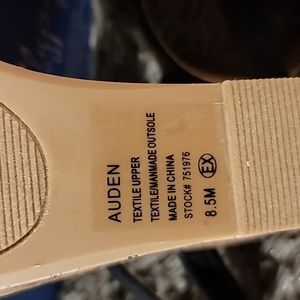 AUDEN
TEXTILE UPPER
TEXTILE/MANMADE OUTSOLE
MADE IN CHINA
STOCK# 751976
8.5M EX